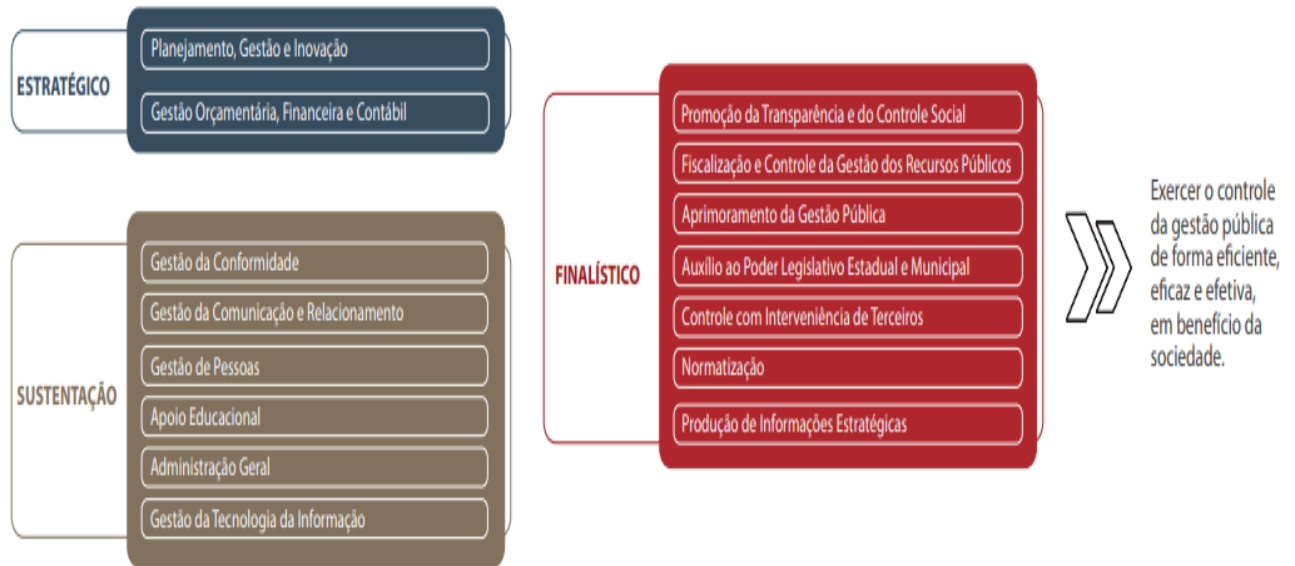 ESTRATÉGICO
Planejamento, Gestão e Inovação
Gestão Orçamentária, Financeira e Contábil
SUSTENTAÇÃO
Gestão da Conformidade
Gestão da Comunicação e Relacionamento
Gestão de Pessoas
Apoio Educacional
Administração Geral
Gestão da Tecnologia da Informação
FINALÍSTICO
Promoção da Transparência e do Controle Social
Fiscalização e Controle da Gestão dos Recursos Públicos
Aprimoramento da Gestão Pública
Auxílio ao Poder Legislativo Estadual e Municipal
Controle com Interveniência de Terceiros
Normatização
Produção de Informações Estratégicas
Exercer o controle
da gestão pública
de forma eficiente,
eficaz e efetiva,
em benefício da
sociedade.